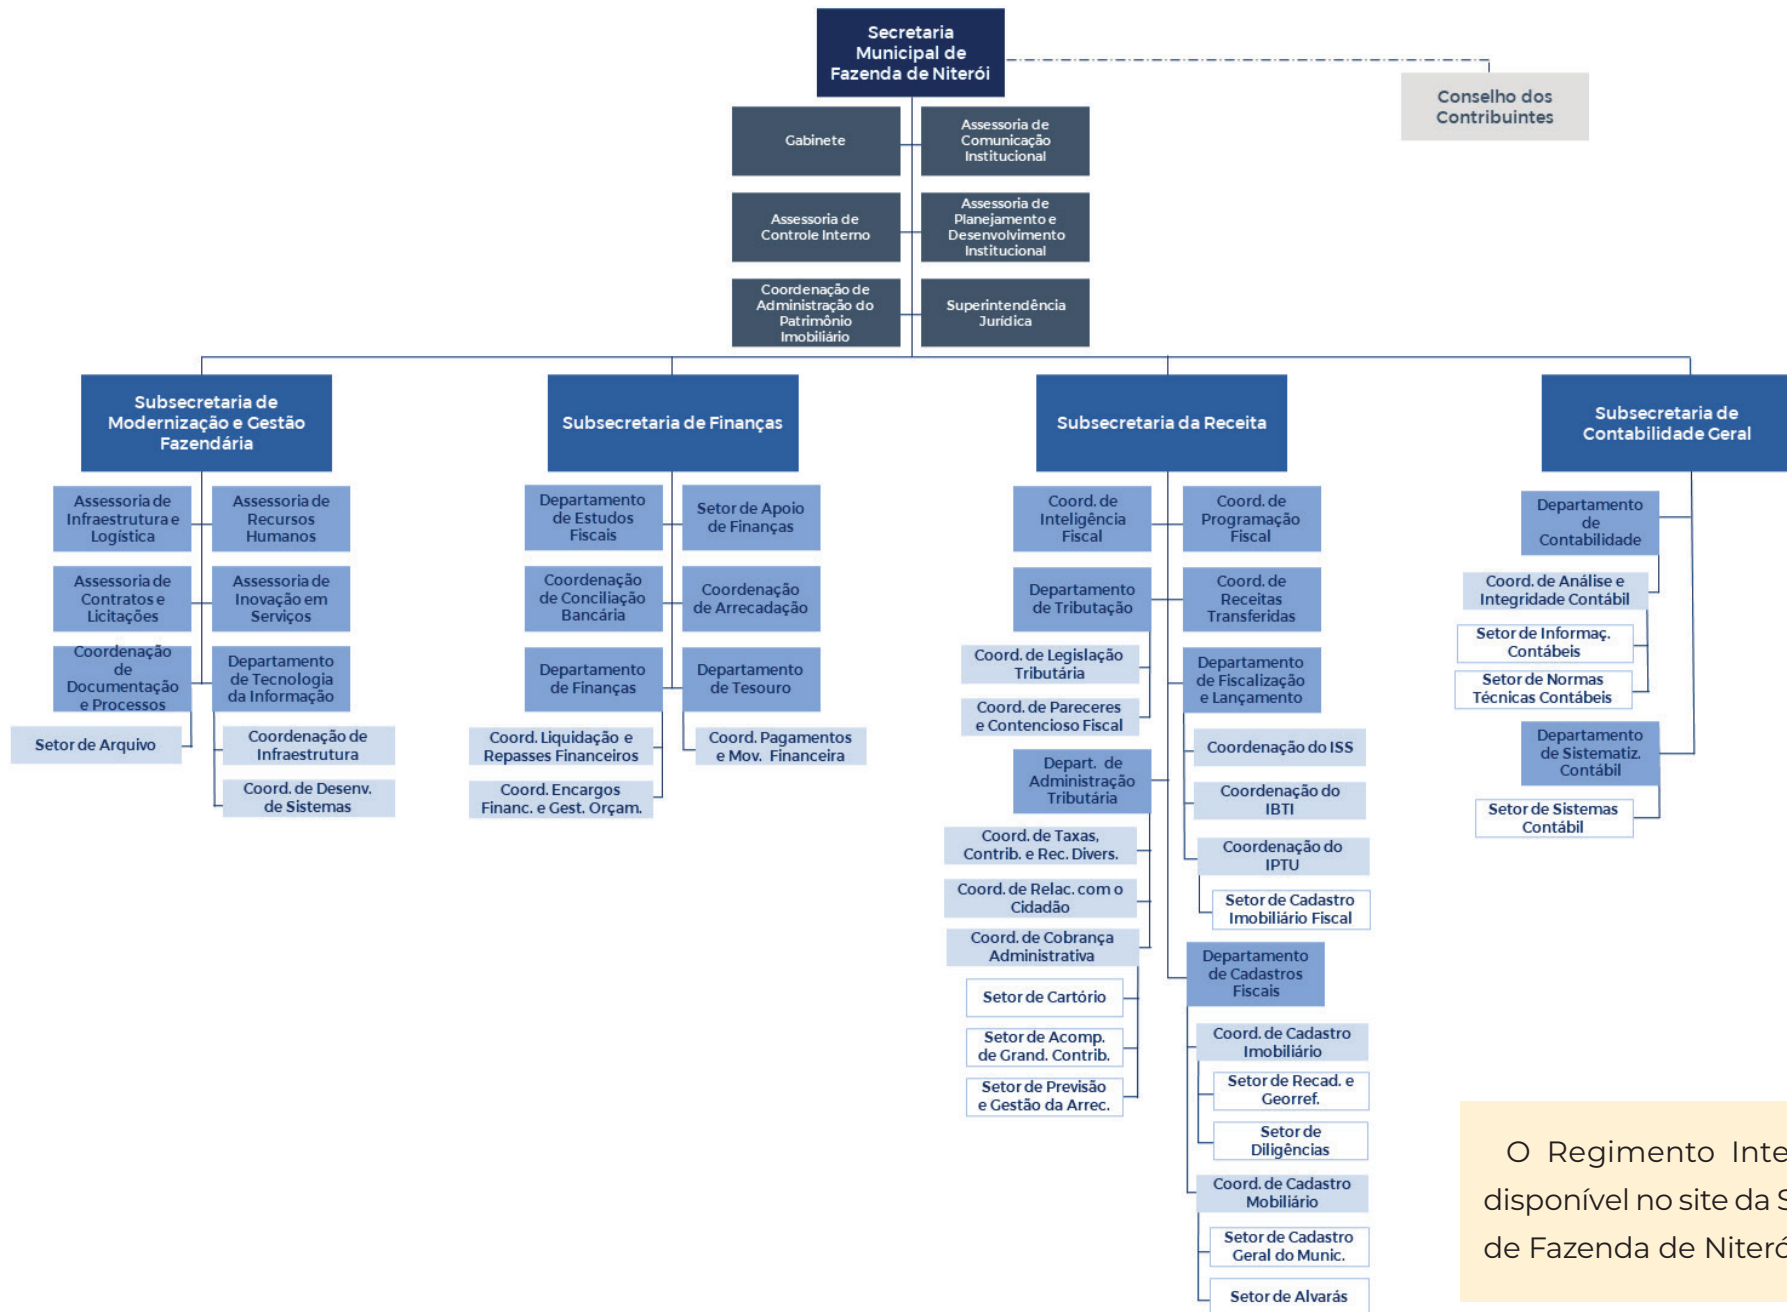 Secretaria
Municipal de
Fazenda de Niterói
Conselho dos
Contribuintes
Gabinete
Assessoria de
Comunicação
Institucional
Assessoria de
Controle Interno
Assessoria de
Planejamento e
Desenvolvimento
Institucional
Coordenação de
Administração do
Patrimônio
Imobiliário
Superintendência
Jurídica
Subsecretaria de
Modernização e Gestão
Fazendária
Assessoria de
Infraestrutura e
Logística
Assessoria de
Recursos
Humanos
Assessoria de
Contratos e
Licitações
Assessoria de
Inovação em
Serviços
Coordenação
de
Documentação
e Processos
Departamento
de Tecnologia
da Informação
Setor de Arquivo
Coordenação de
Infraestrutura
Coord. de Desenv.
de Sistemas
Subsecretaria de Finanças
Departamento
de Estudos
Fiscais
Setor de Apoio
de Finanças
Coordenação
de Conciliação
Bancária
Coordenação
de Arrecadação
Departamento
de Finanças
Departamento
de Tesouro
Coord. Liquidação e
Repasses Financeiros
Coord. Pagamentos
e Mov. Financeira
Coord. Encargos
Financ. e Gest. Orçam.
Subsecretaria da Receita
Coord. de
Inteligência
Fiscal
Coord. de
Programação
Fiscal
Departamento
de Tributação
Coord. de
Receitas
Transferidas
Coord. de Legislação
Tributária
Coord. de Pareceres
e Contencioso Fiscal
Departamento
de Fiscalização
e Lançamento
Coordenação do ISS
Coordenação do
IBTI
Coordenação do
IPTU
Setor de Cadastro
Imobiliário Fiscal
Depart. de
Administração
Tributária
Coord. de Taxas,
Contrib. e Rec. Divers.
Coord. de Relac. com o
Cidadão
Coord. de Cobrança
Administrativa
Setor de Cartório
Setor de Acomp.
de Grand. Contrib.
Setor de Previsão
e Gestão da Arrec.
Departamento
de Cadastros
Fiscais
Coord. de Cadastro
Imobiliário
Setor de Recad. e
Georref.
Setor de
Diligências
Coord. de Cadastro
Mobiliário
Setor de Cadastro
Geral do Munic.
Setor de Alvarás
Subsecretaria de
Contabilidade Geral
Departamento
de
Contabilidade
Coord. de Análise e
Integridade Contábil
Setor de Informaç.
Contábeis
Setor de Normas
Técnicas Contábeis
Departamento
de Sistematiz.
Contábil
Setor de Sistemas
Contábil
O Regimento
disponível no site da
de Fazenda de